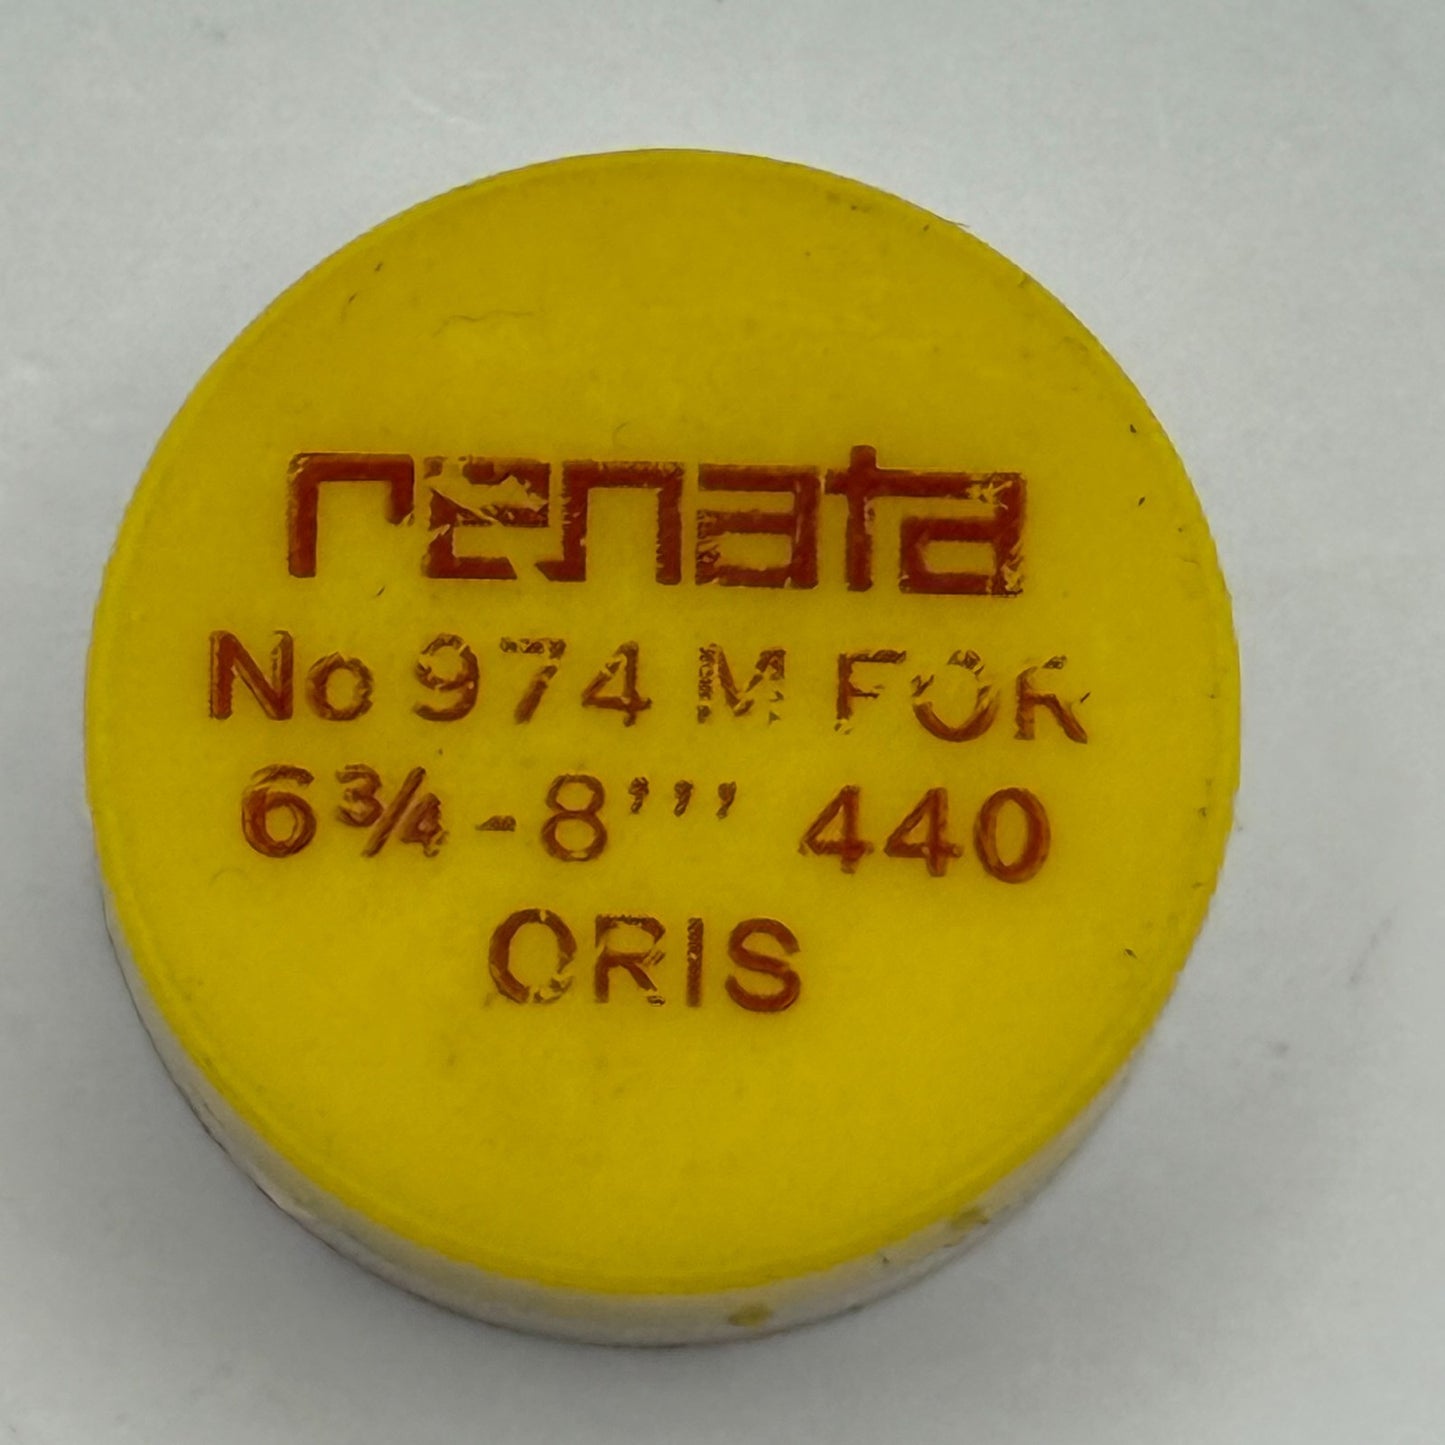 renata
No 974 M FOR
6¾-8''' 440
ORIS